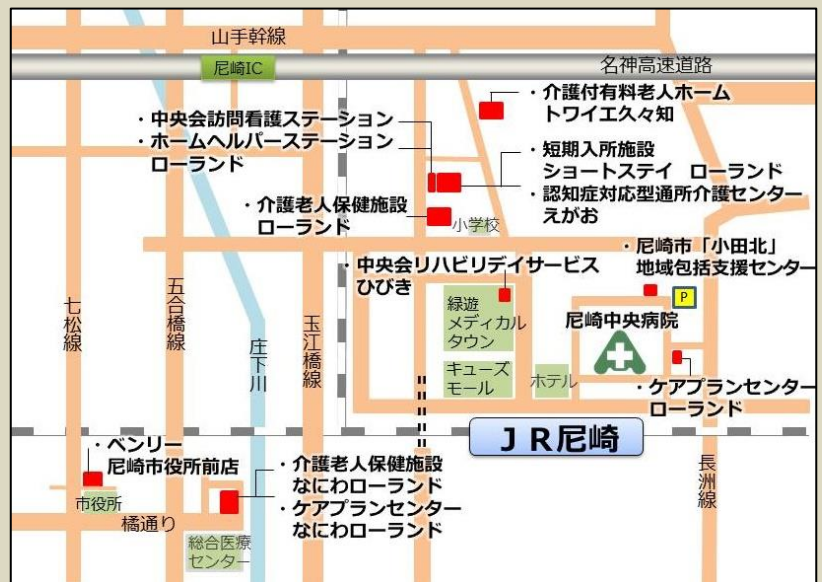 山手幹線
尼崎IC
名神高速道路
・介護付有料老人ホーム
トワイエ久々知
・中央会訪問看護ステーション
・ホームヘルパーステーション
ローランド
・短期入所施設
ショートステイ ローランド
・認知症対応型通所介護センター
えがお
・介護老人保健施設
ローランド
小学校
・尼崎市「小田北」
地域包括支援センター
・中央会リハビリデイサービス
ひびき
P
七松線
五合橋線
庄下川
玉江橋線
緑遊
メディカル
タウン
尼崎中央病院
キューズ
モール
ホテル
・ケアプランセンター
ローランド
JR尼崎
・ベンリー
尼崎市役所前店
市役所
橘通り
・介護老人保健施設
なにわローランド
・ケアプランセンター
なにわローランド
総合医療
センター
長洲線